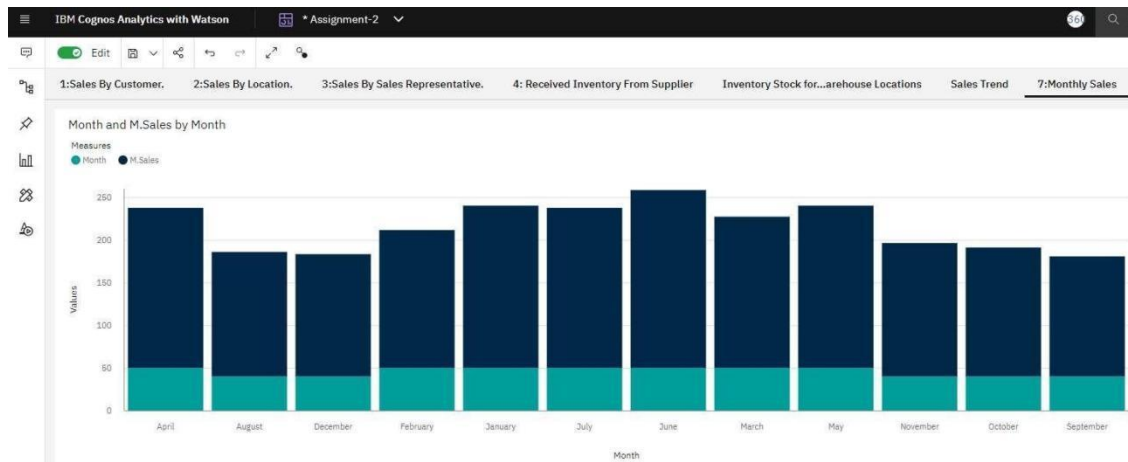 IBM Cognos Analytics with Watson * Assignment-2 360
Edit
1:Sales By Customer. 2:Sales By Location. 3:Sales By Sales Representative. 4: Received Inventory From Supplier Inventory Stock for...arehouse Locations Sales Trend 7:Monthly Sales
Month and M.Sales by Month
Measures
Month M.Sales
250
200
150
100
50
0
Values
April August December February January July June March May November October September
Month